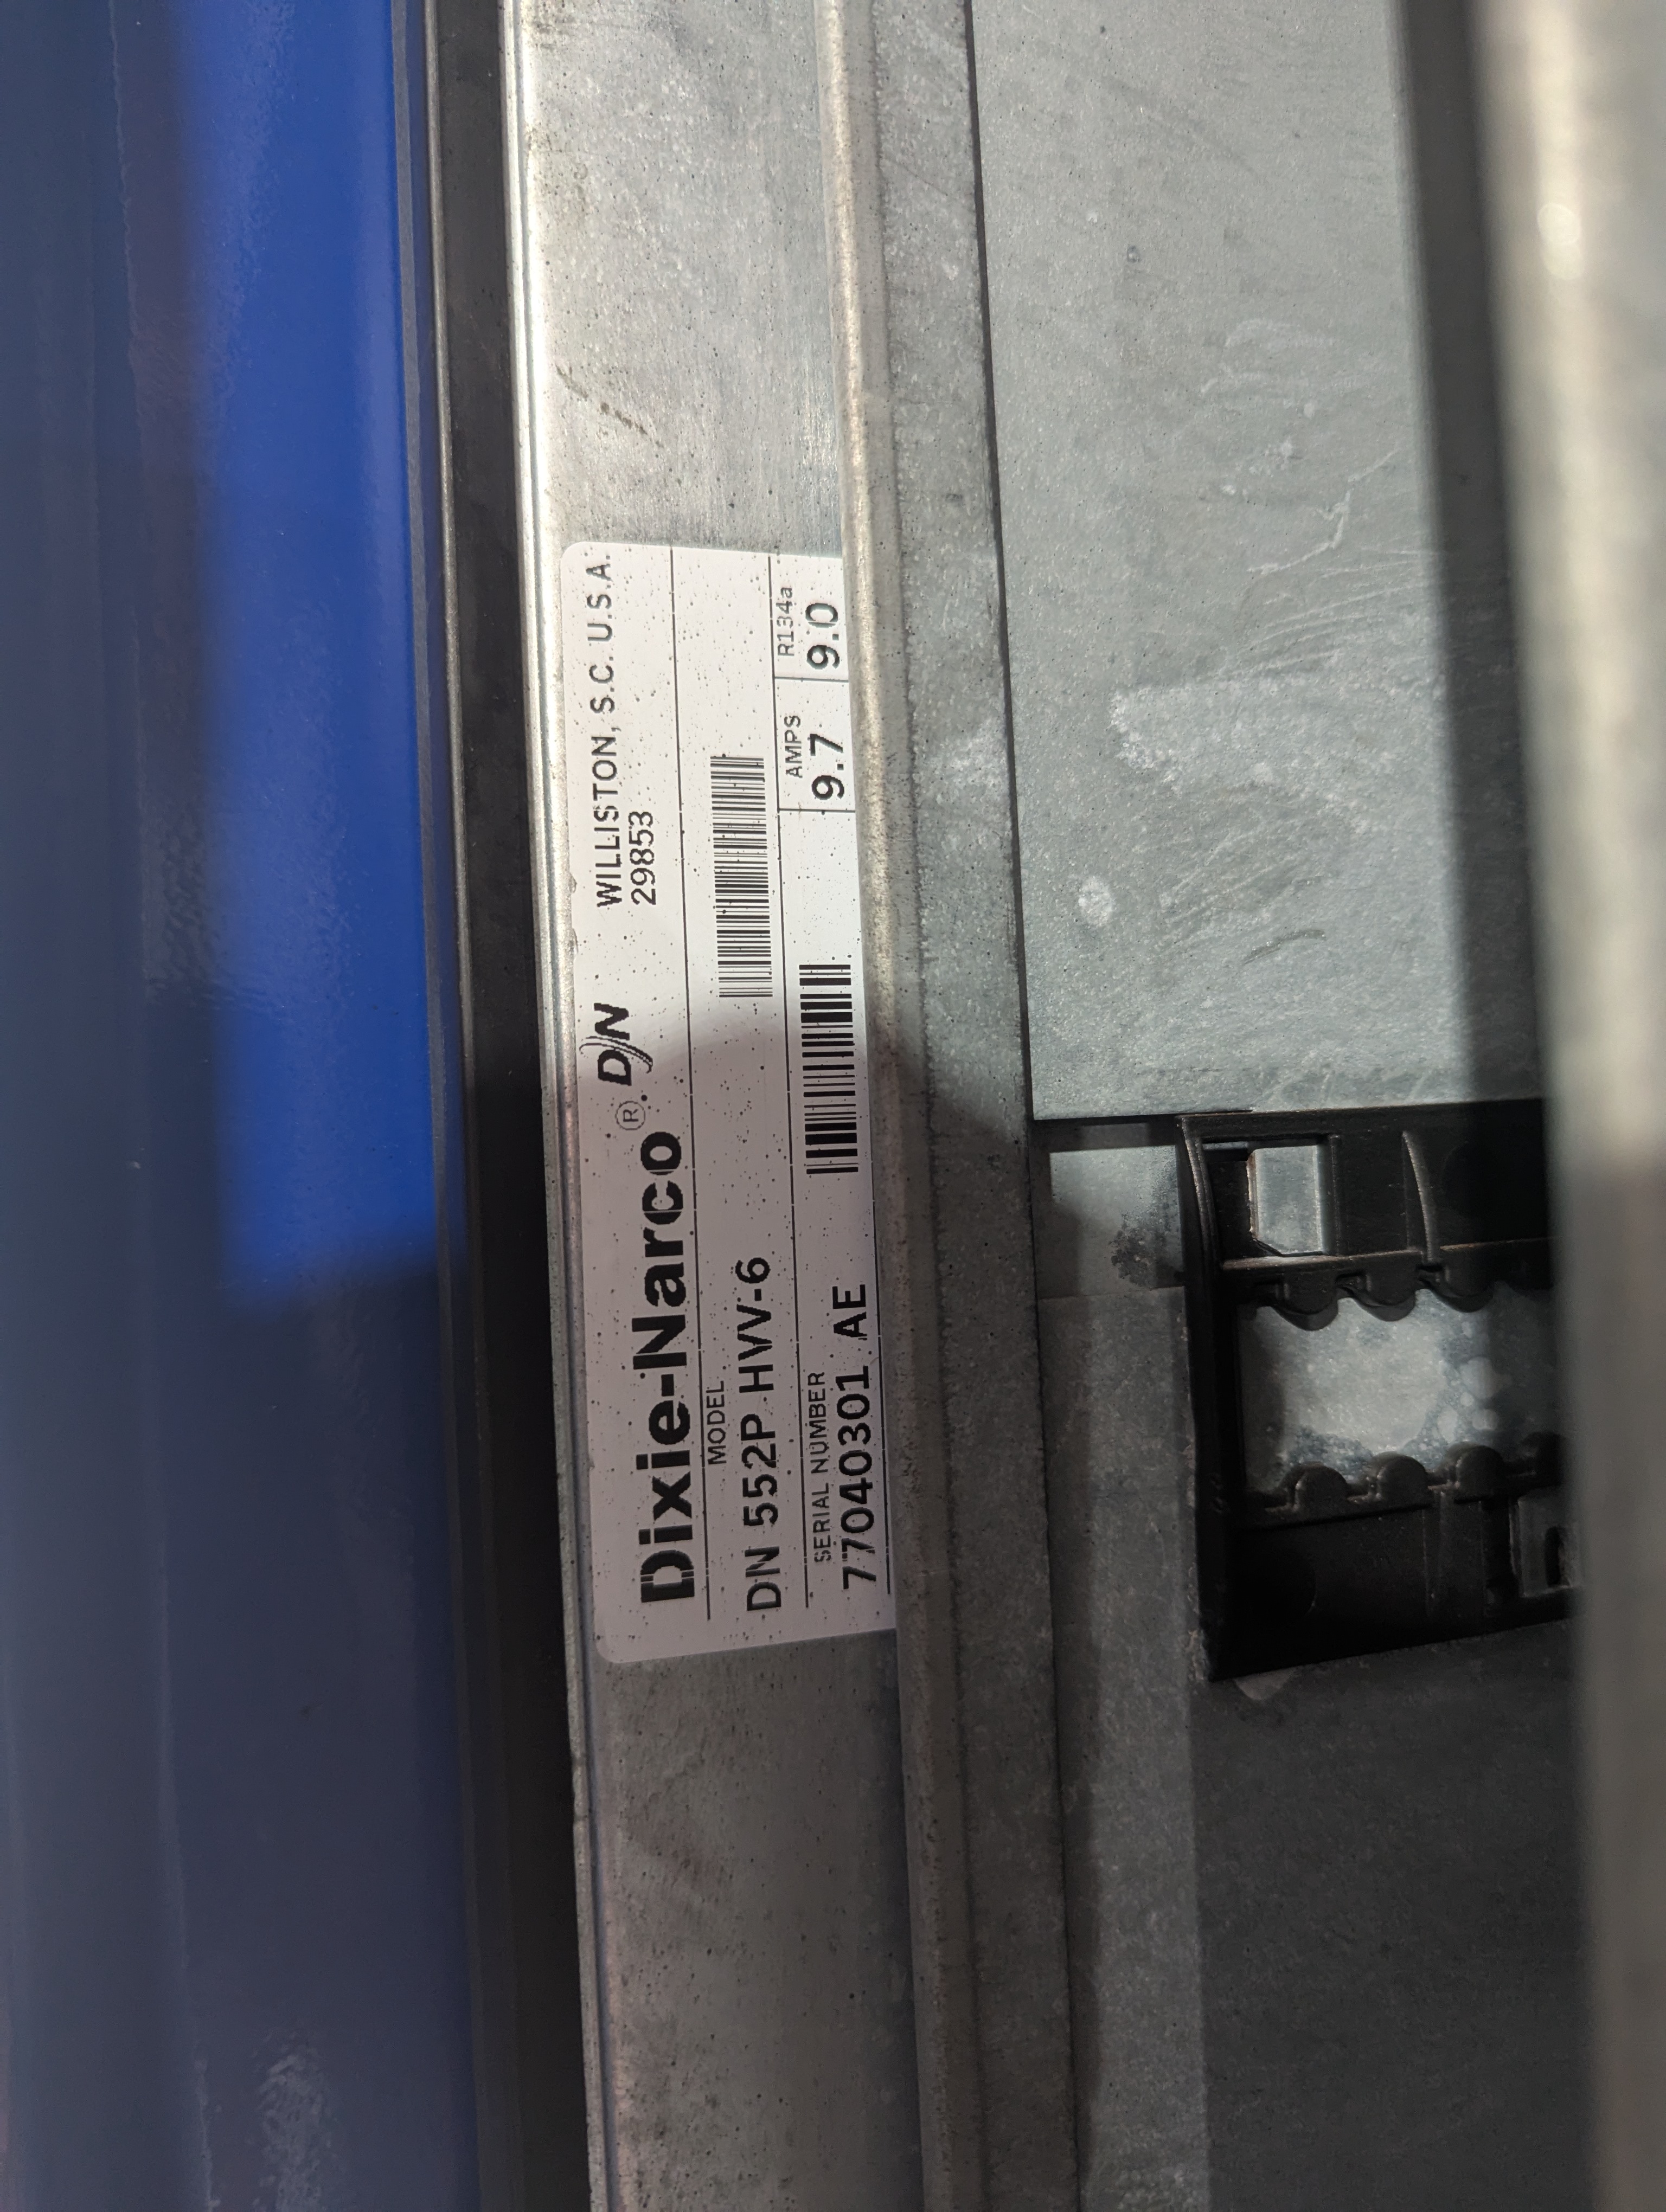 Dixie-Narco® D/N WILLISTON, S.C. U.S.A.
29853
MODEL
DN 552P HVV-6
SERIAL NUMBER
77040301 AE
AMPS
9.7
R134a
9.0